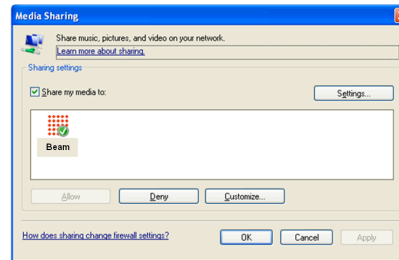 Media Sharing
Share music, pictures, and video on your network.
Learn more about sharing.
Sharing settings
Share my media to:
Settings...
Beam
Allow
Deny
Customize...
How does sharing change firewall settings?
OK
Cancel
Apply